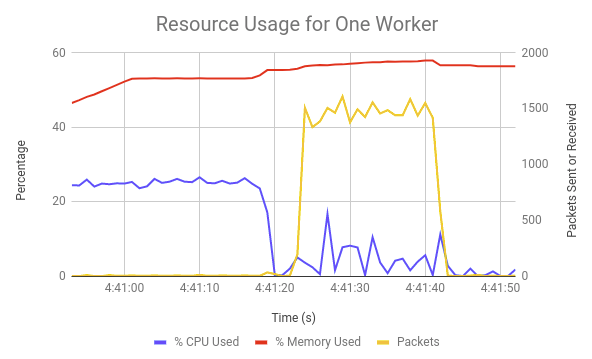 Resource Usage for One Worker
60
40
20
0
2000
1500
1000
500
0
Percentage
Packets Sent or Received
4:41:00
4:41:10
4:41:20
4:41:30
4:41:40
4:41:50
Time (s)
% CPU Used
% Memory Used
Packets